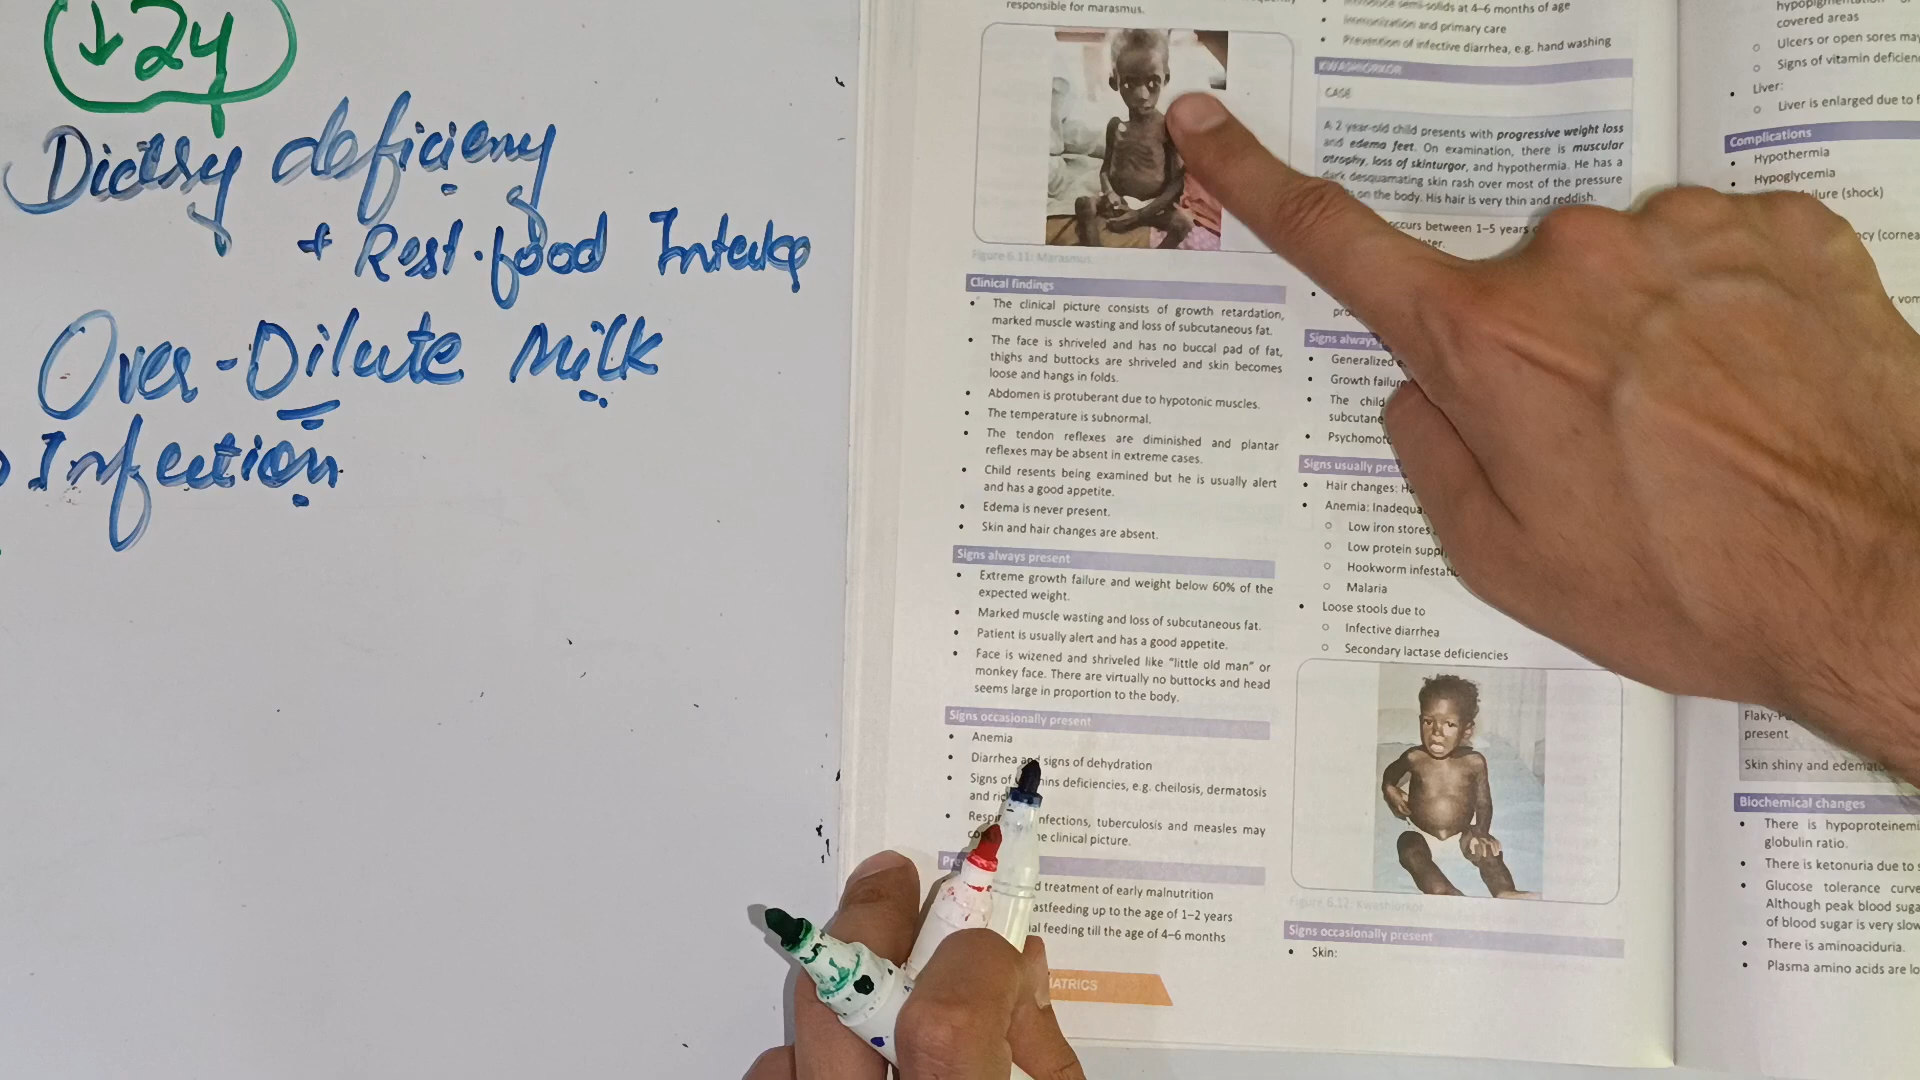 ↓24
Dietry deficieny
+ Rest. food Intake
Over-Dilute Milk
Infection
responsible for marasmus.
Figure 6.11: Marasmus
Clinical findings
• The clinical picture consists of growth retardation,
marked muscle wasting and loss of subcutaneous fat.
• The face is shriveled and has no buccal pad of fat,
thighs and buttocks are shriveled and skin becomes
loose and hangs in folds.
• Abdomen is protuberant due to hypotonic muscles.
• The temperature is subnormal.
• The tendon reflexes are diminished and plantar
reflexes may be absent in extreme cases.
• Child resents being examined but he is usually alert
and has a good appetite.
• Edema is never present.
• Skin and hair changes are absent.
Signs always present
• Extreme growth failure and weight below 60% of the
expected weight.
• Marked muscle wasting and loss of subcutaneous fat.
• Patient is usually alert and has a good appetite.
• Face is wizened and shriveled like "little old man" or
monkey face. There are virtually no buttocks and head
seems large in proportion to the body.
Signs occasionally present
• Anemia
• Diarrhea and signs of dehydration
• Signs of deficiencies, e.g. cheilosis, dermatosis
and
• tuberculosis and measles may
clinical picture.
treatment of early malnutrition
up to the age of 1–2 years
feeding till the age of 4–6 months
semi-solids at 4–6 months of age
• Immunization and primary care
• Prevention of infective diarrhea, e.g. hand washing
KWASHIORKOR
CASE
A 2 year-old child presents with progressive weight loss
and edema feet. On examination, there is muscular
atrophy, loss of skinturgor, and hypothermia. He has a
dark desquamating skin rash over most of the pressure
on the body. His hair is very thin and reddish.
occurs between 1–5 years
Signs always
• Generalized
• Growth failure
• The child
• Psychomot
Signs usually
• Hair changes:
• Anemia:
○ Low iron stores
○ Low protein
○ Hookworm
○ Malaria
• Loose stools due to
○ Infective diarrhea
○ Secondary lactase deficiencies
Figure 6.12: Kwashiorkor
Signs occasionally present
• Skin:
covered areas
○ Ulcers or open sores may
○ Signs of vitamin
• Liver:
○ Liver is enlarged due to
Complications
• Hypothermia
• Hypoglycemia
(shock)
present
Skin shiny and
Biochemical changes
• There is
globulin ratio.
• There is ketonuria due to
• Glucose tolerance
Although peak blood
of blood sugar is very
• There is aminoaciduria.
• Plasma amino acids are